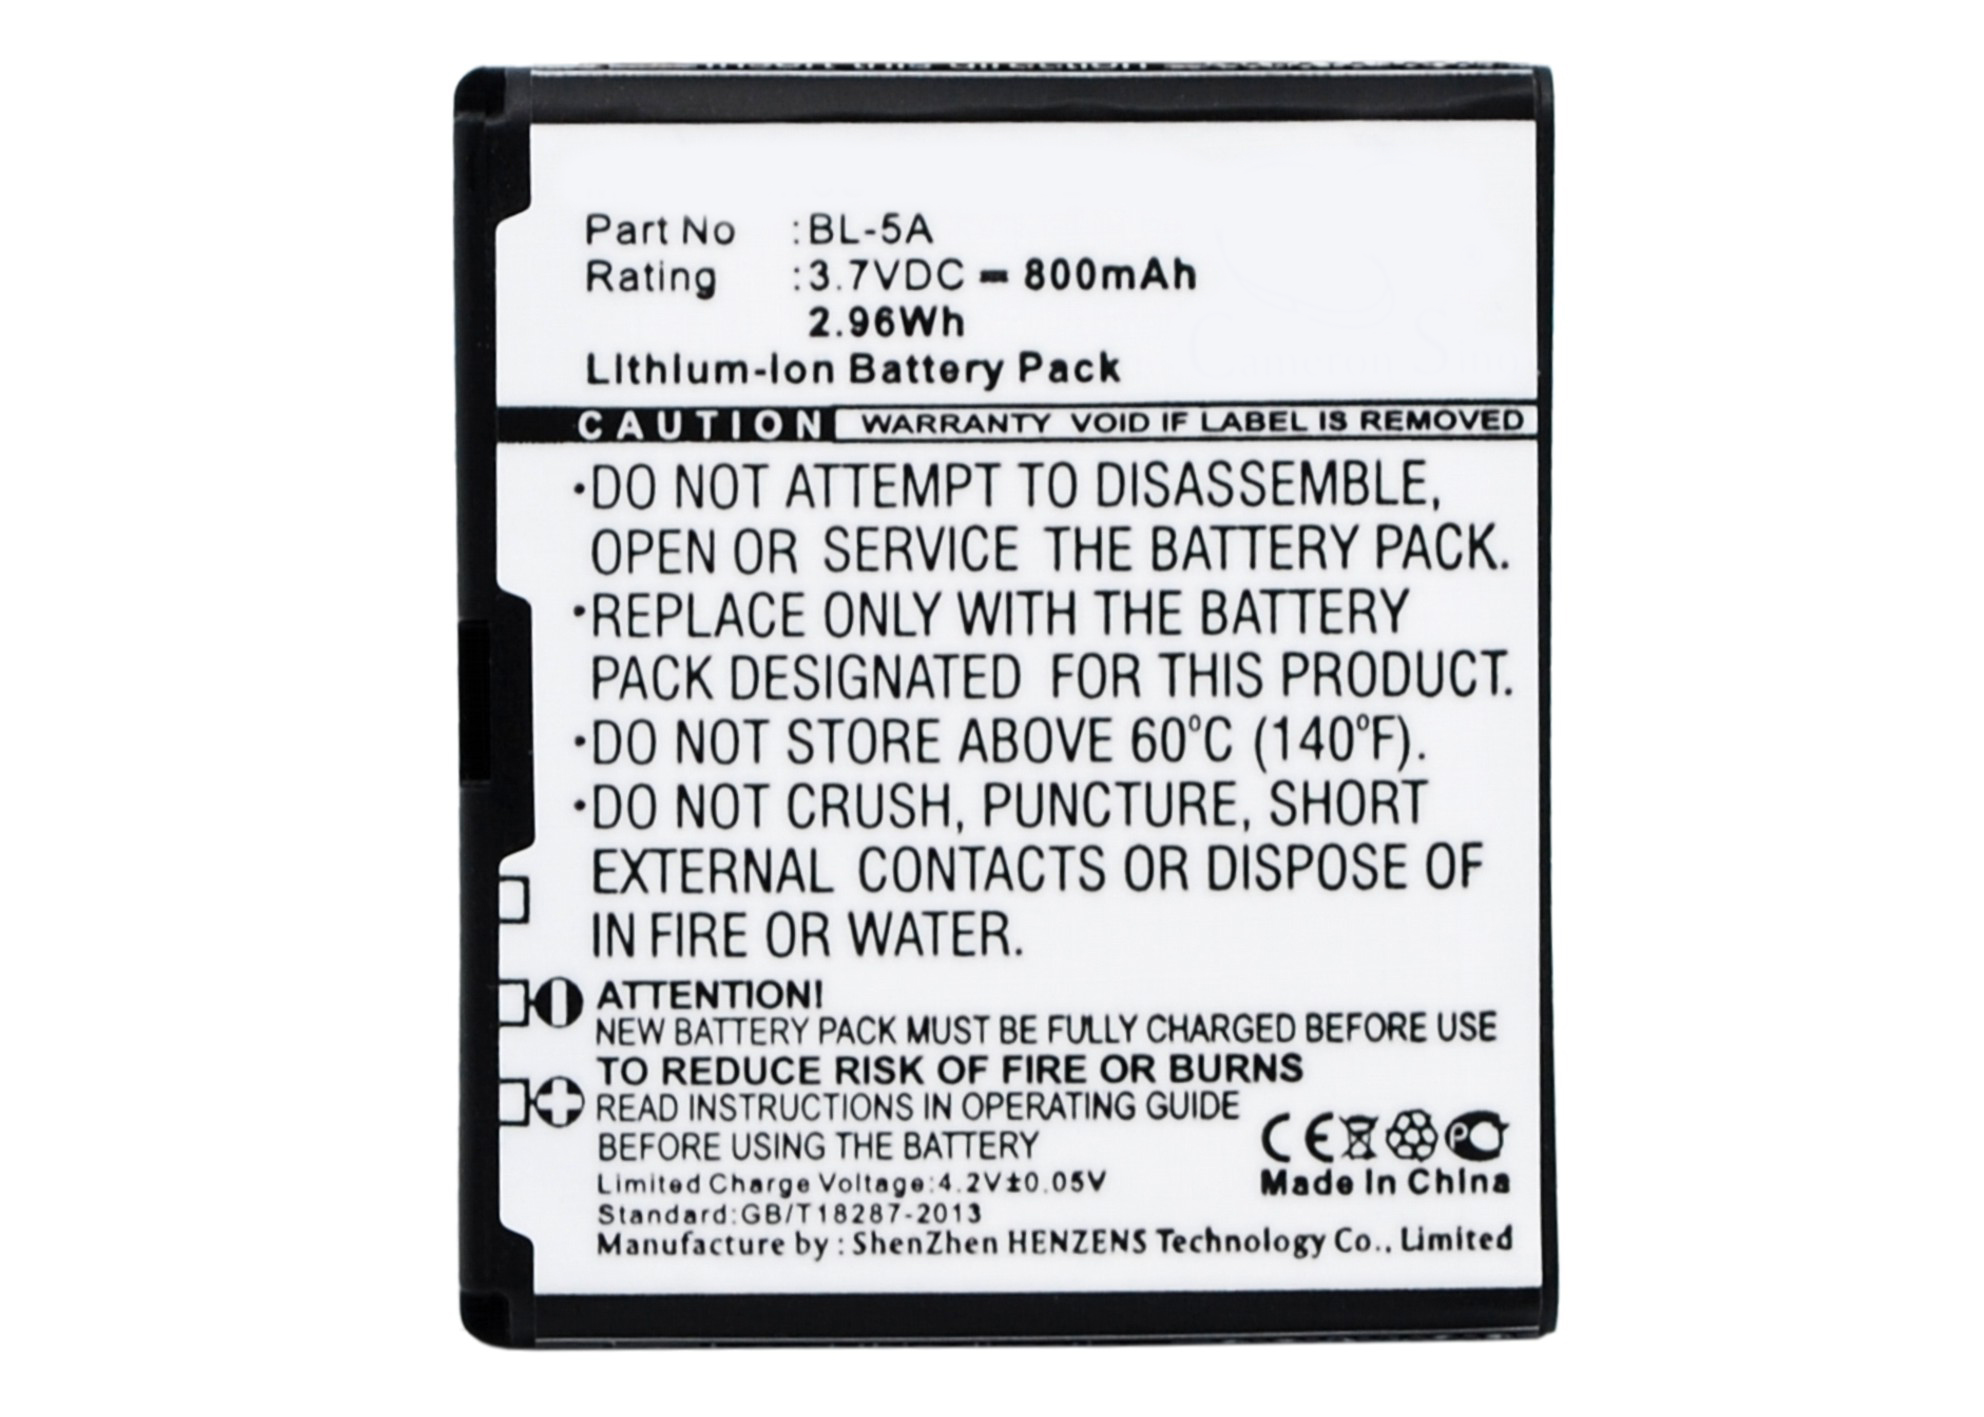 Insert this direction
Part No :BL-5A
Rating :3.7VDC = 800mAh
2.96Wh
Lithium-Ion Battery Pack
CAUTION WARRANTY VOID IF LABEL IS REMOVED
·DO NOT ATTEMPT TO DISASSEMBLE,
OPEN OR SERVICE THE BATTERY PACK.
·REPLACE ONLY WITH THE BATTERY
PACK DESIGNATED FOR THIS PRODUCT.
·DO NOT STORE ABOVE 60°C (140°F).
·DO NOT CRUSH, PUNCTURE, SHORT
EXTERNAL CONTACTS OR DISPOSE OF
IN FIRE OR WATER.
ATTENTION!
NEW BATTERY PACK MUST BE FULLY CHARGED BEFORE USE
TO REDUCE RISK OF FIRE OR BURNS
READ INSTRUCTIONS IN OPERATING GUIDE
BEFORE USING THE BATTERY
CE PC
Limited Charge Voltage:4.2V±0.05V
Made In China
Standard:GB/T18287-2013
Manufacture by : ShenZhen HENZENS Technology Co., Limited